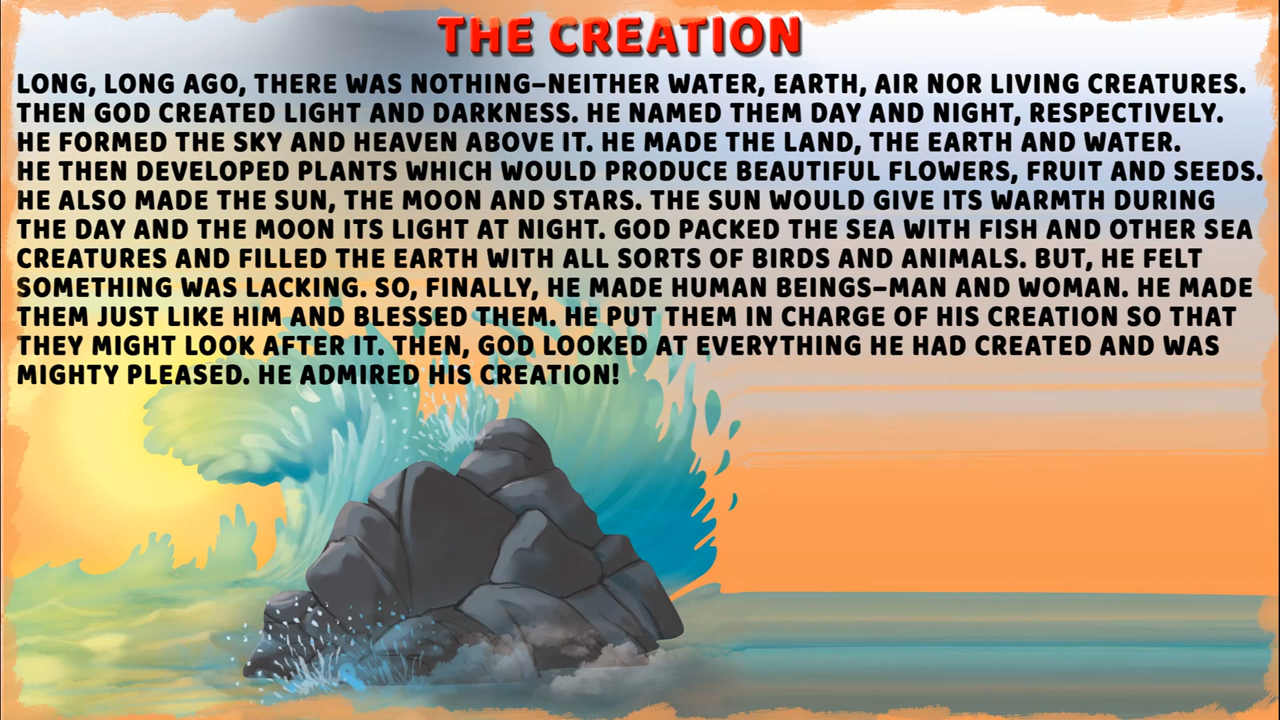 THE CREATION
LONG, LONG AGO, THERE WAS NOTHING–NEITHER WATER, EARTH, AIR NOR LIVING CREATURES.
THEN GOD CREATED LIGHT AND DARKNESS. HE NAMED THEM DAY AND NIGHT, RESPECTIVELY.
HE FORMED THE SKY AND HEAVEN ABOVE IT. HE MADE THE LAND, THE EARTH AND WATER.
HE THEN DEVELOPED PLANTS WHICH WOULD PRODUCE BEAUTIFUL FLOWERS, FRUIT AND SEEDS.
HE ALSO MADE THE SUN, THE MOON AND STARS. THE SUN WOULD GIVE ITS WARMTH DURING
THE DAY AND THE MOON ITS LIGHT AT NIGHT. GOD PACKED THE SEA WITH FISH AND OTHER SEA
CREATURES AND FILLED THE EARTH WITH ALL SORTS OF BIRDS AND ANIMALS. BUT, HE FELT
SOMETHING WAS LACKING. SO, FINALLY, HE MADE HUMAN BEINGS–MAN AND WOMAN. HE MADE
THEM JUST LIKE HIM AND BLESSED THEM. HE PUT THEM IN CHARGE OF HIS CREATION SO THAT
THEY MIGHT LOOK AFTER IT. THEN, GOD LOOKED AT EVERYTHING HE HAD CREATED AND WAS
MIGHTY PLEASED. HE ADMIRED HIS CREATION!